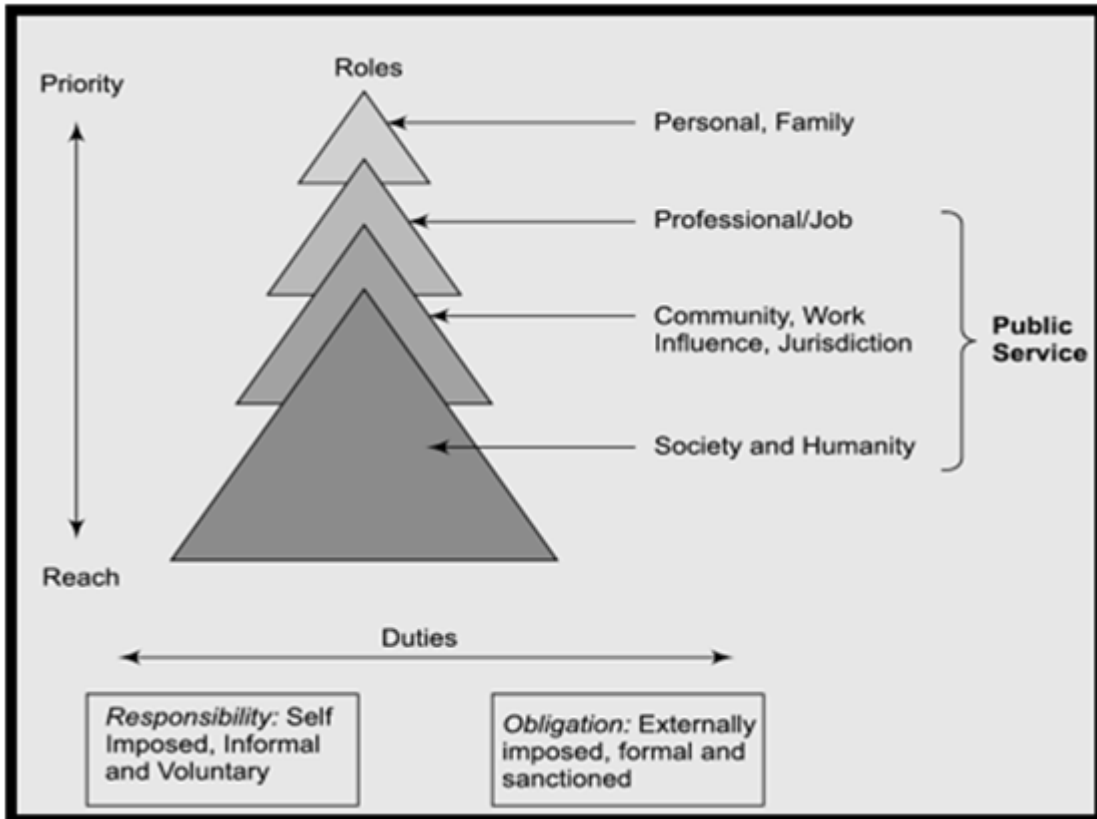 Roles
Priority
Personal, Family
Professional/Job
Community, Work
Influence, Jurisdiction
Public
Service
Society and Humanity
Reach
Duties
Responsibility: Self
Imposed, Informal
and Voluntary
Obligation: Externally
imposed, formal and
sanctioned